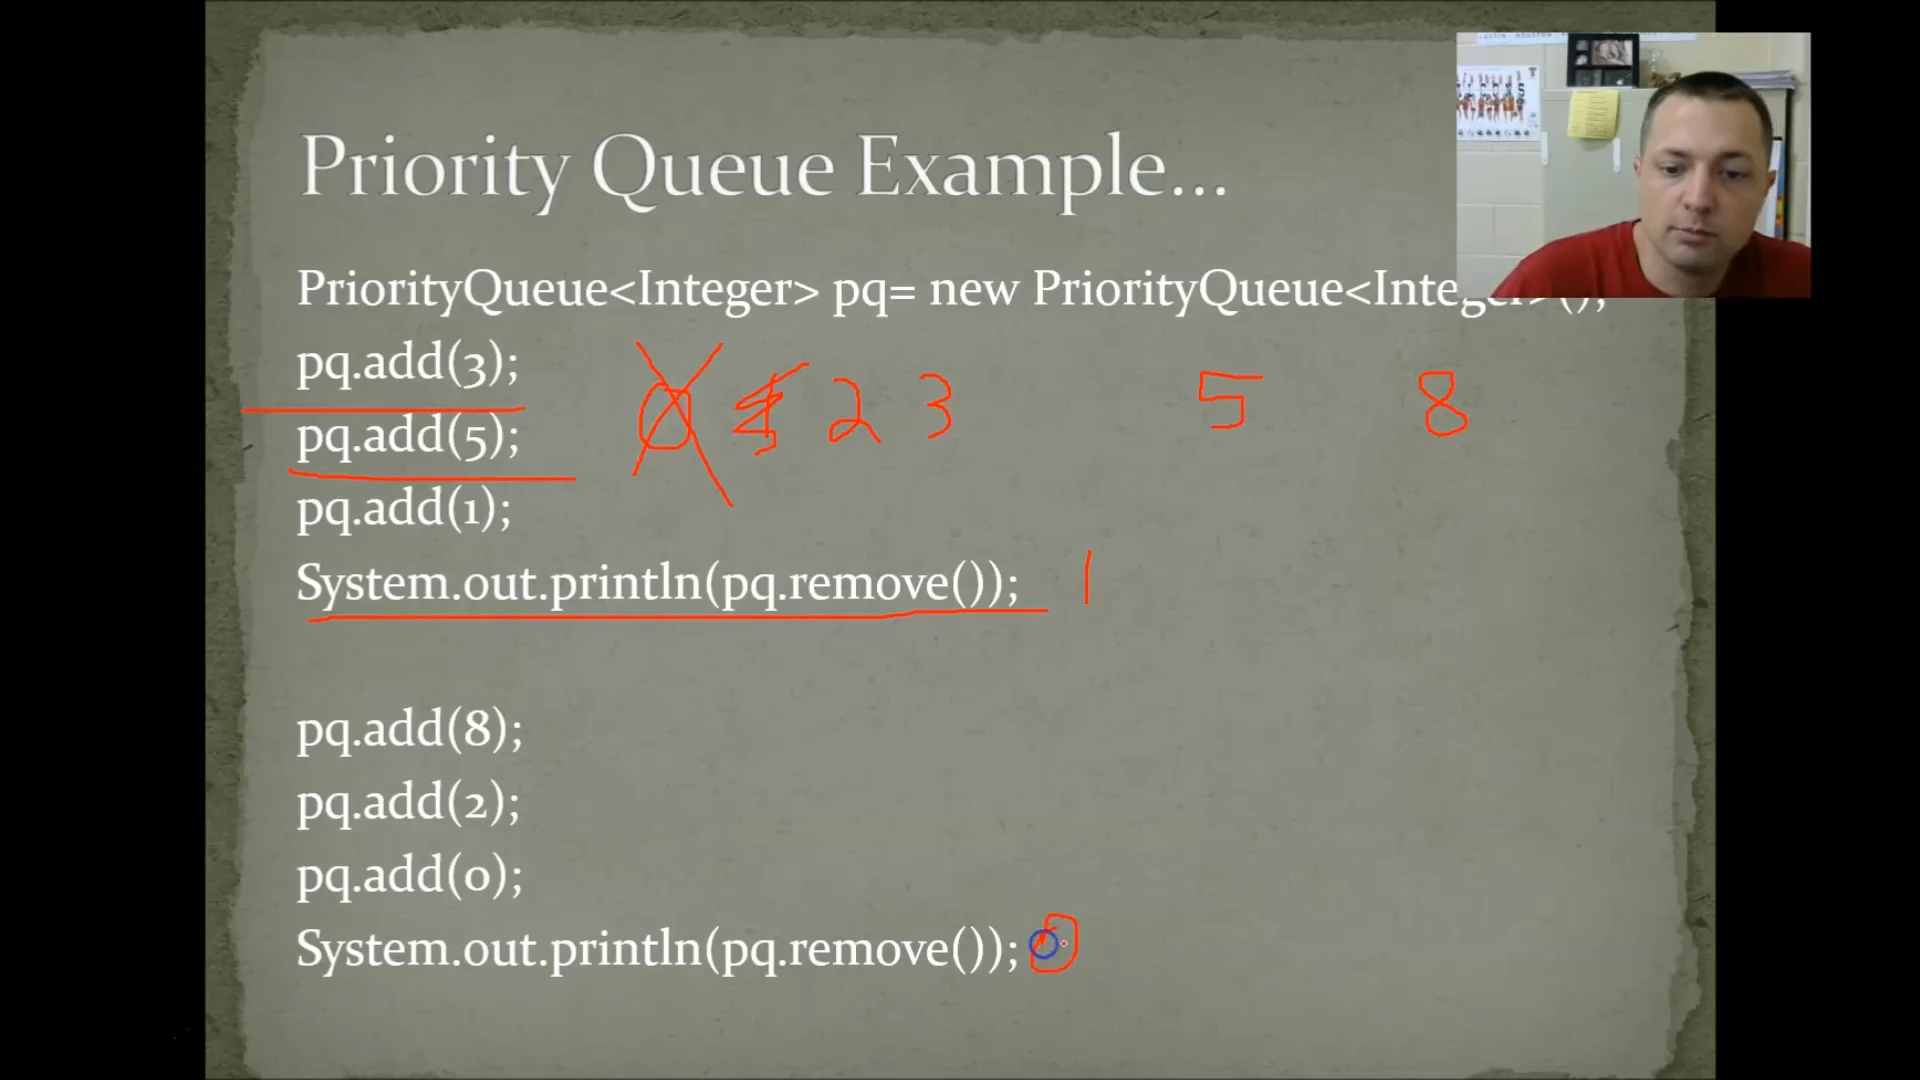 Priority Queue Example...
PriorityQueue<Integer> pq= new PriorityQueue<Integer>();
pq.add(3);
0 1 2 3 5 8
pq.add(5);
pq.add(1);
System.out.println(pq.remove()); 1
pq.add(8);
pq.add(2);
pq.add(0);
System.out.println(pq.remove()); 0